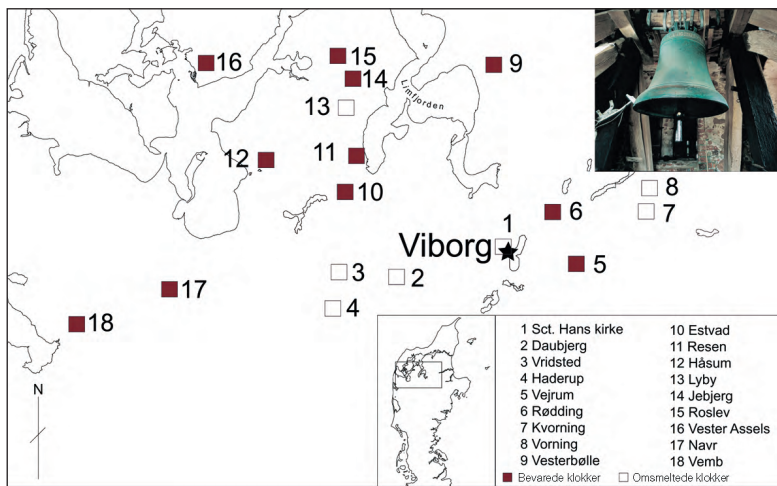 16
15
14
9
13
Limfjorden
12
11
10
8
7
6
1
Viborg
5
3
2
4
17
18
N
1 Sct. Hans kirke
2 Daubjerg
3 Vridsted
4 Haderup
5 Vejrum
6 Rødding
7 Kvorning
8 Vorning
9 Vesterbølle
10 Estvad
11 Resen
12 Håsum
13 Lyby
14 Jebjerg
15 Roslev
16 Vester Assels
17 Navr
18 Vemb
Bevarede klokker
Omsmeltede klokker